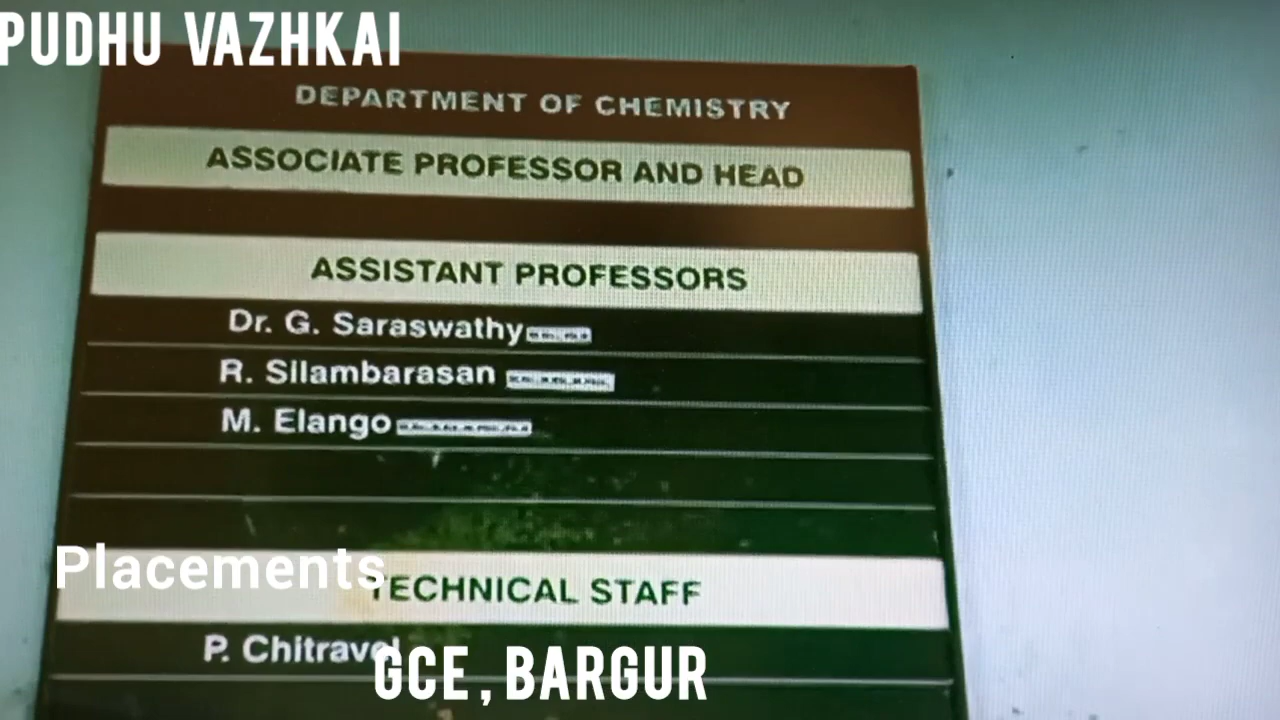 PUDHU VAZHKAI
DEPARTMENT OF CHEMISTRY
ASSOCIATE PROFESSOR AND HEAD
ASSISTANT PROFESSORS
Dr. G. Saraswathy
R. Silambarasan
M. Elango
Placements
TECHNICAL STAFF
P. Chitravel
GCE , BARGUR